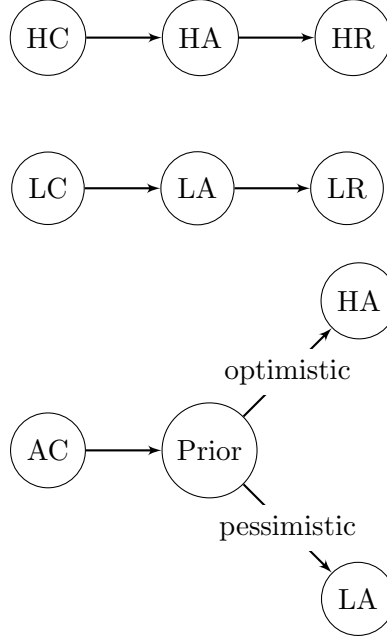 HC HA HR
LC LA LR
HA
optimistic
AC Prior
pessimistic
LA